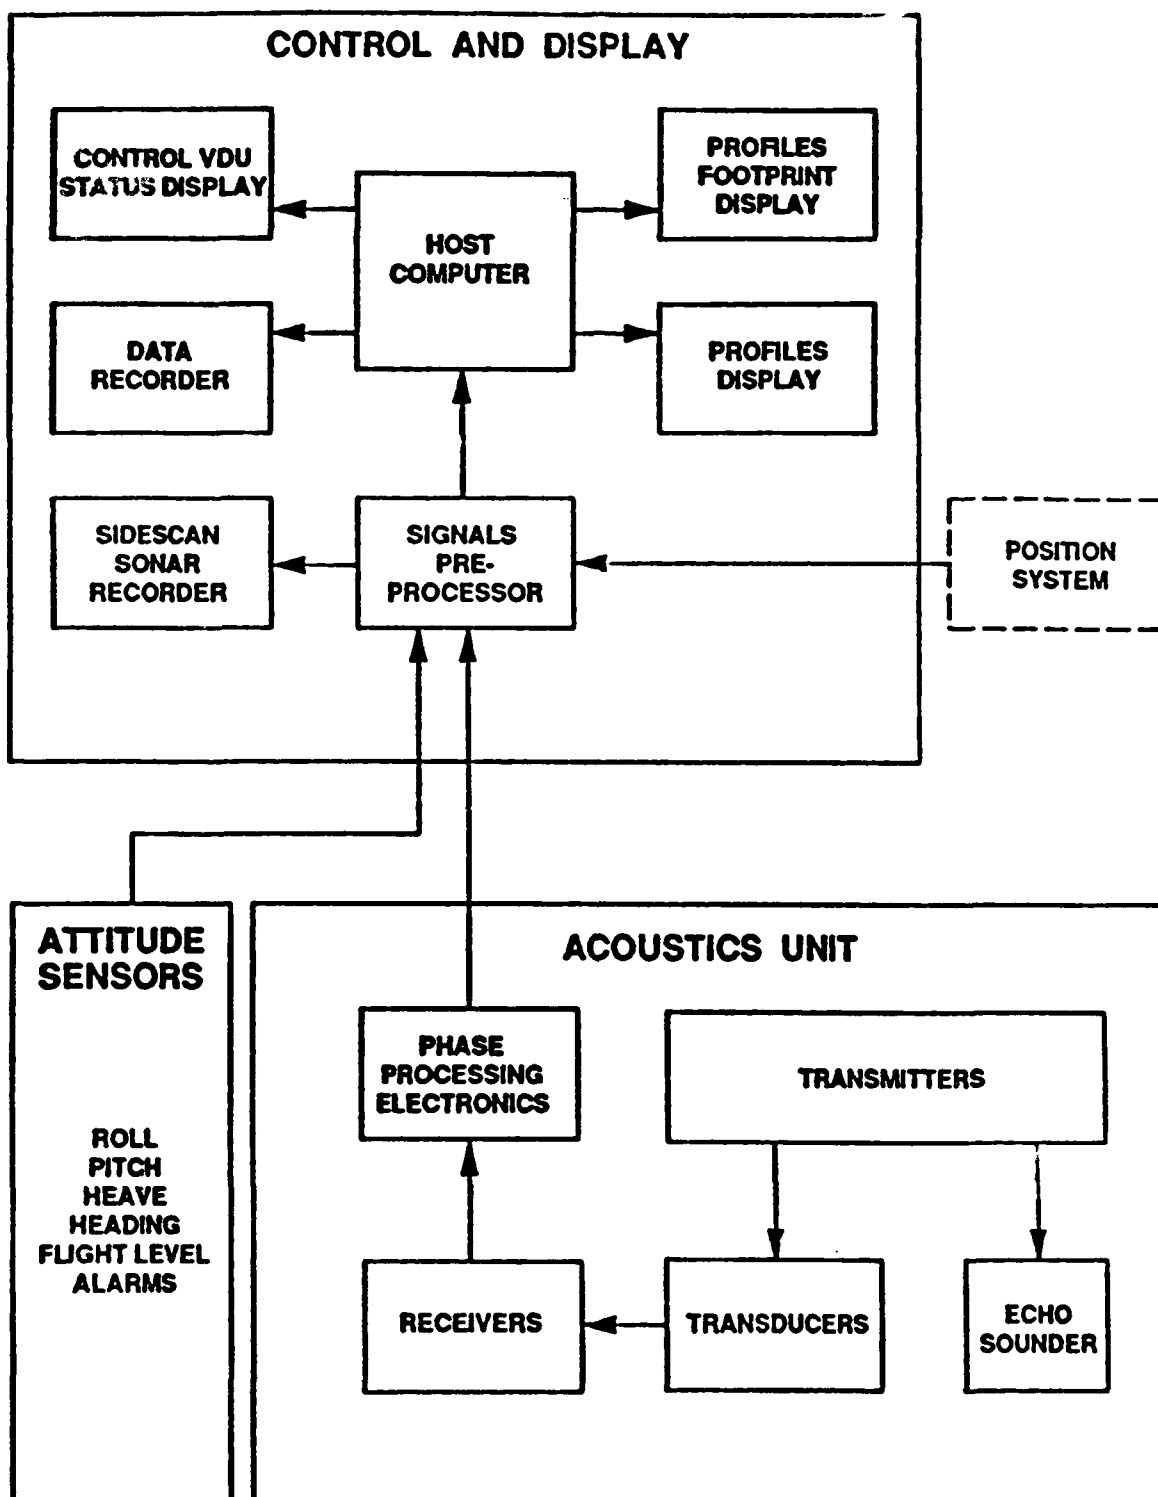 CONTROL AND DISPLAY
CONTROL VDU
STATUS DISPLAY
PROFILES
FOOTPRINT
DISPLAY
HOST
COMPUTER
DATA
RECORDER
PROFILES
DISPLAY
SIDESCAN
SONAR
RECORDER
SIGNALS
PRE-
PROCESSOR
POSITION
SYSTEM
ATTITUDE
SENSORS
ROLL
PITCH
HEAVE
HEADING
FLIGHT LEVEL
ALARMS
ACOUSTICS UNIT
PHASE
PROCESSING
ELECTRONICS
TRANSMITTERS
RECEIVERS
TRANSDUCERS
ECHO
SOUNDER